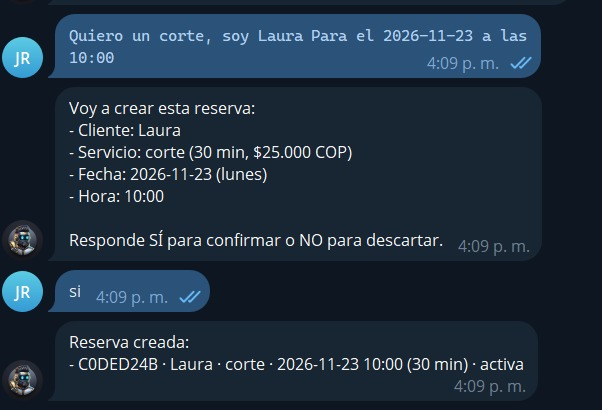 Quiero un corte, soy Laura Para el 2026-11-23 a las
10:00
4:09 p. m.
JR
Voy a crear esta reserva:
- Cliente: Laura
- Servicio: corte (30 min, $25.000 COP)
- Fecha: 2026-11-23 (lunes)
- Hora: 10:00
Responde SÍ para confirmar o NO para descartar.
4:09 p. m.
JR
si
4:09 p. m.
Reserva creada:
- C0DED24B · Laura · corte · 2026-11-23 10:00 (30 min) · activa
4:09 p. m.